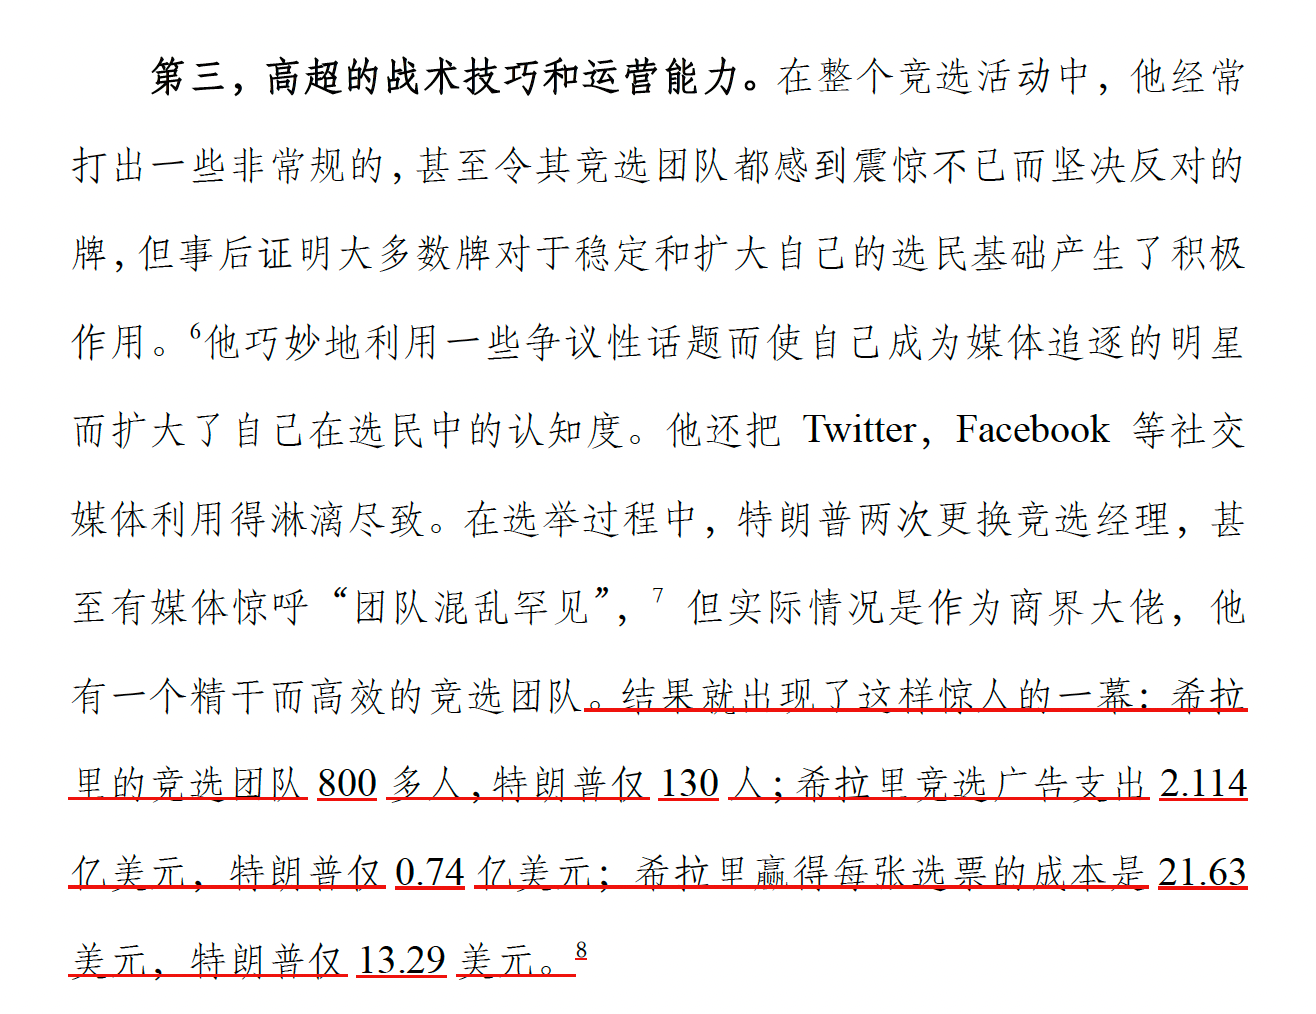 第三，高超的战术技巧和运营能力。在整个竞选活动中，他经常
打出一些非常规的，甚至令其竞选团队都感到震惊不已而坚决反对的
牌，但事后证明大多数牌对于稳定和扩大自己的选民基础产生了积极
作用。⁶他巧妙地利用一些争议性话题而使自己成为媒体追逐的明星
而扩大了自己在选民中的认知度。他还把 Twitter，Facebook 等社交
媒体利用得淋漓尽致。在选举过程中，特朗普两次更换竞选经理，甚
至有媒体惊呼“团队混乱罕见”，⁷ 但实际情况是作为商界大佬，他
有一个精干而高效的竞选团队。结果就出现了这样惊人的一幕：希拉
里的竞选团队 800 多人，特朗普仅 130 人；希拉里竞选广告支出 2.114
亿美元，特朗普仅 0.74 亿美元；希拉里赢得每张选票的成本是 21.63
美元，特朗普仅 13.29 美元。⁸